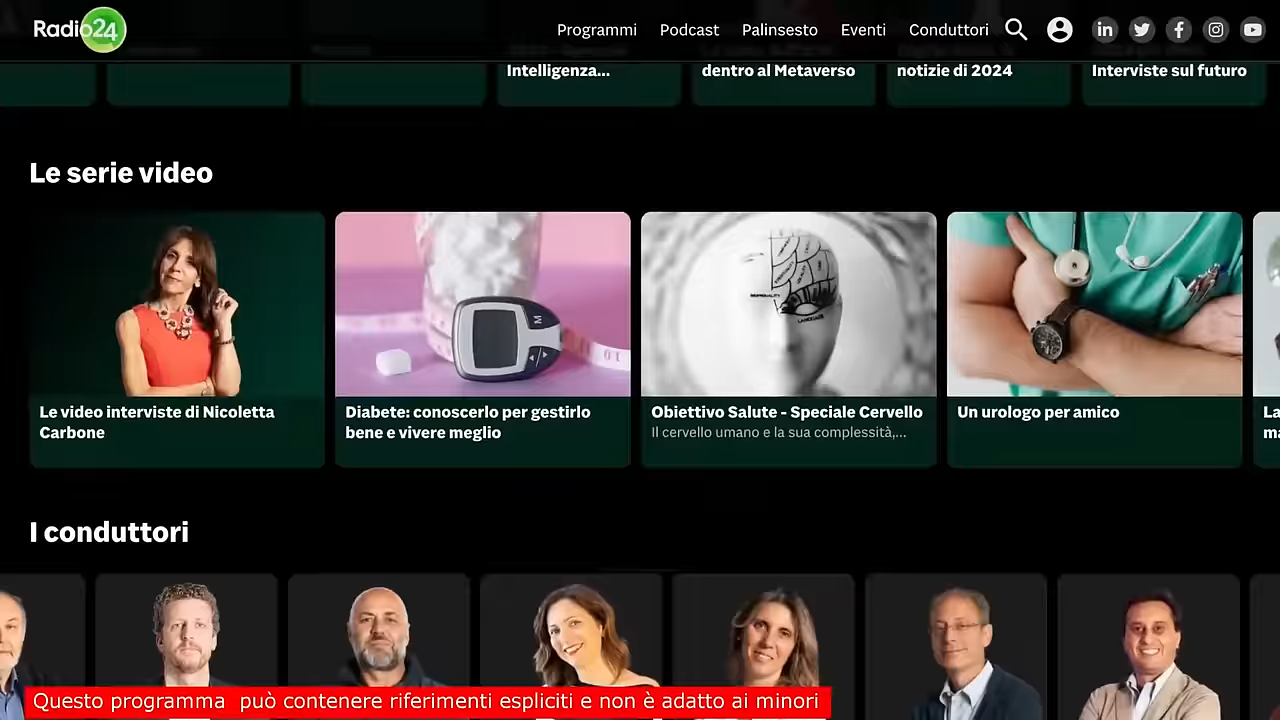 Radio24
Programmi
Podcast
Palinsesto
Eventi
Conduttori
Intelligenza...
dentro al Metaverso
notizie di 2024
Interviste sul futuro
Le serie video
LANGUAGE
M
Le video interviste di Nicoletta
Carbone
Diabete: conoscerlo per gestirlo
bene e vivere meglio
Obiettivo Salute - Speciale Cervello
Il cervello umano e la sua complessità,...
Un urologo per amico
La
ma
I conduttori
Questo programma può contenere riferimenti espliciti e non è adatto ai minori